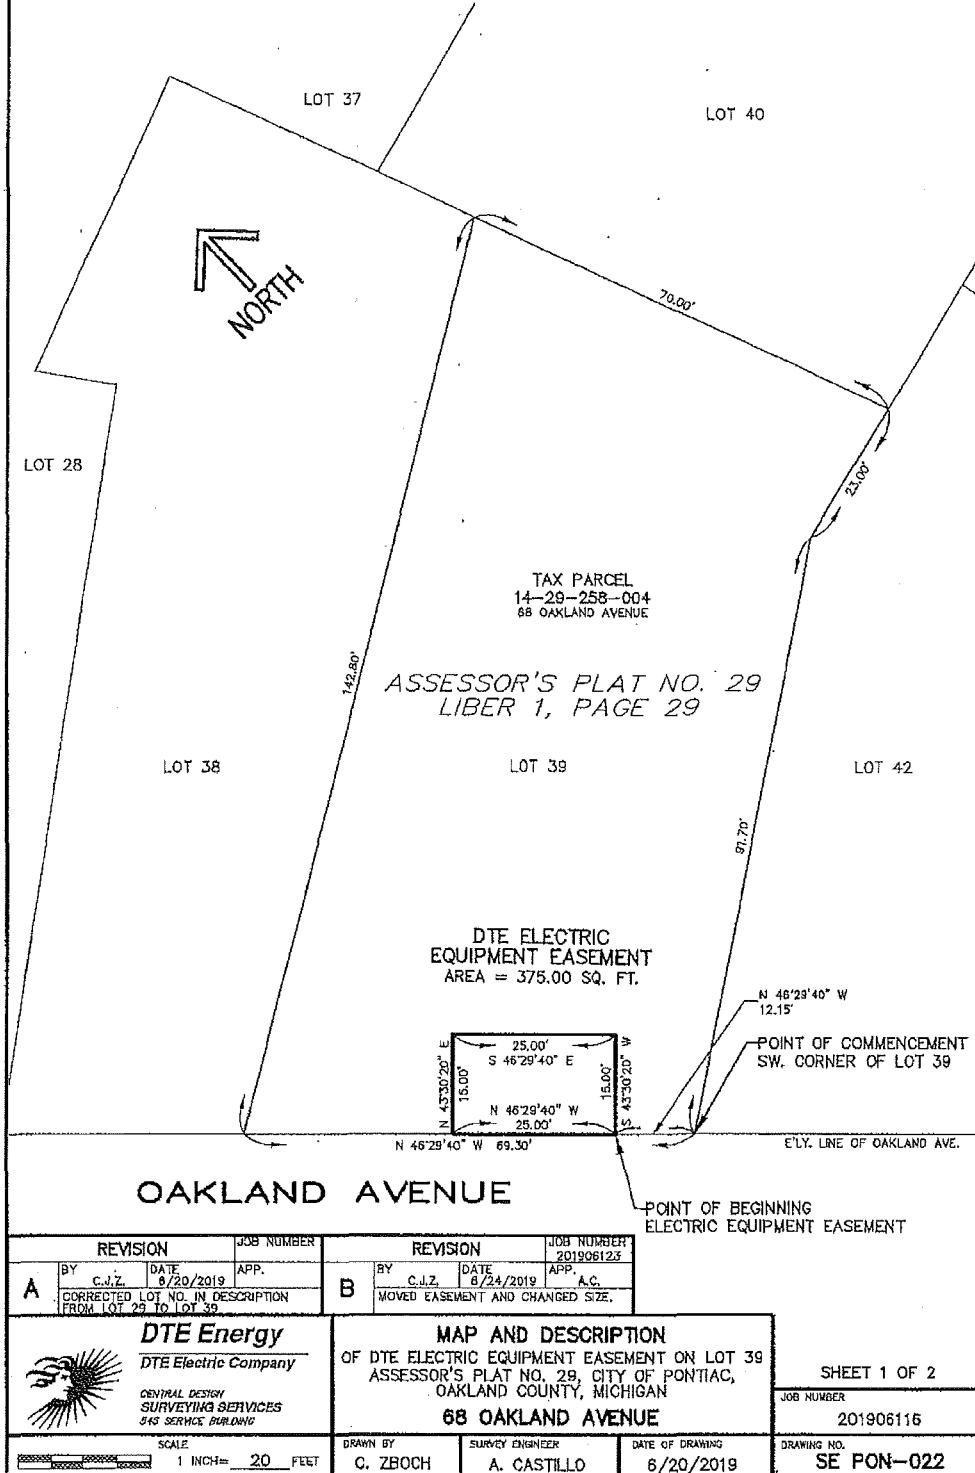 LOT 37
LOT 40
NORTH
70.00'
LOT 28
23.00'
TAX PARCEL
14-29-258-004
68 OAKLAND AVENUE
142.80'
ASSESSOR'S PLAT NO. 29
LIBER 1, PAGE 29
LOT 38
LOT 39
LOT 42
91.70'
DTE ELECTRIC
EQUIPMENT EASEMENT
AREA = 375.00 SQ. FT.
N 46°29'40" W
12.15'
POINT OF COMMENCEMENT
SW. CORNER OF LOT 39
N 43°30'20" E
15.00'
25.00'
S 46°29'40" E
15.00'
S 43°30'20" W
N 46°29'40" W
25.00'
N 46°29'40" W 69.30'
E'LY. LINE OF OAKLAND AVE.
OAKLAND AVENUE
POINT OF BEGINNING
ELECTRIC EQUIPMENT EASEMENT
REVISION
JOB NUMBER
A
BY
C.J.Z.
DATE
6/20/2019
APP.
CORRECTED LOT NO. IN DESCRIPTION
FROM LOT 29 TO LOT 39
REVISION
JOB NUMBER
201906123
B
BY
C.J.Z.
DATE
6/24/2019
APP.
A.C.
MOVED EASEMENT AND CHANGED SIZE.
DTE Energy
DTE Electric Company
CENTRAL DESIGN
SURVEYING SERVICES
545 SERVICE BUILDING
MAP AND DESCRIPTION
OF DTE ELECTRIC EQUIPMENT EASEMENT ON LOT 39
ASSESSOR'S PLAT NO. 29, CITY OF PONTIAC,
OAKLAND COUNTY, MICHIGAN
68 OAKLAND AVENUE
SHEET 1 OF 2
JOB NUMBER
201906116
SCALE
1 INCH= 20 FEET
DRAWN BY
C. ZBOCH
SURVEY ENGINEER
A. CASTILLO
DATE OF DRAWING
6/20/2019
DRAWING NO.
SE PON-022